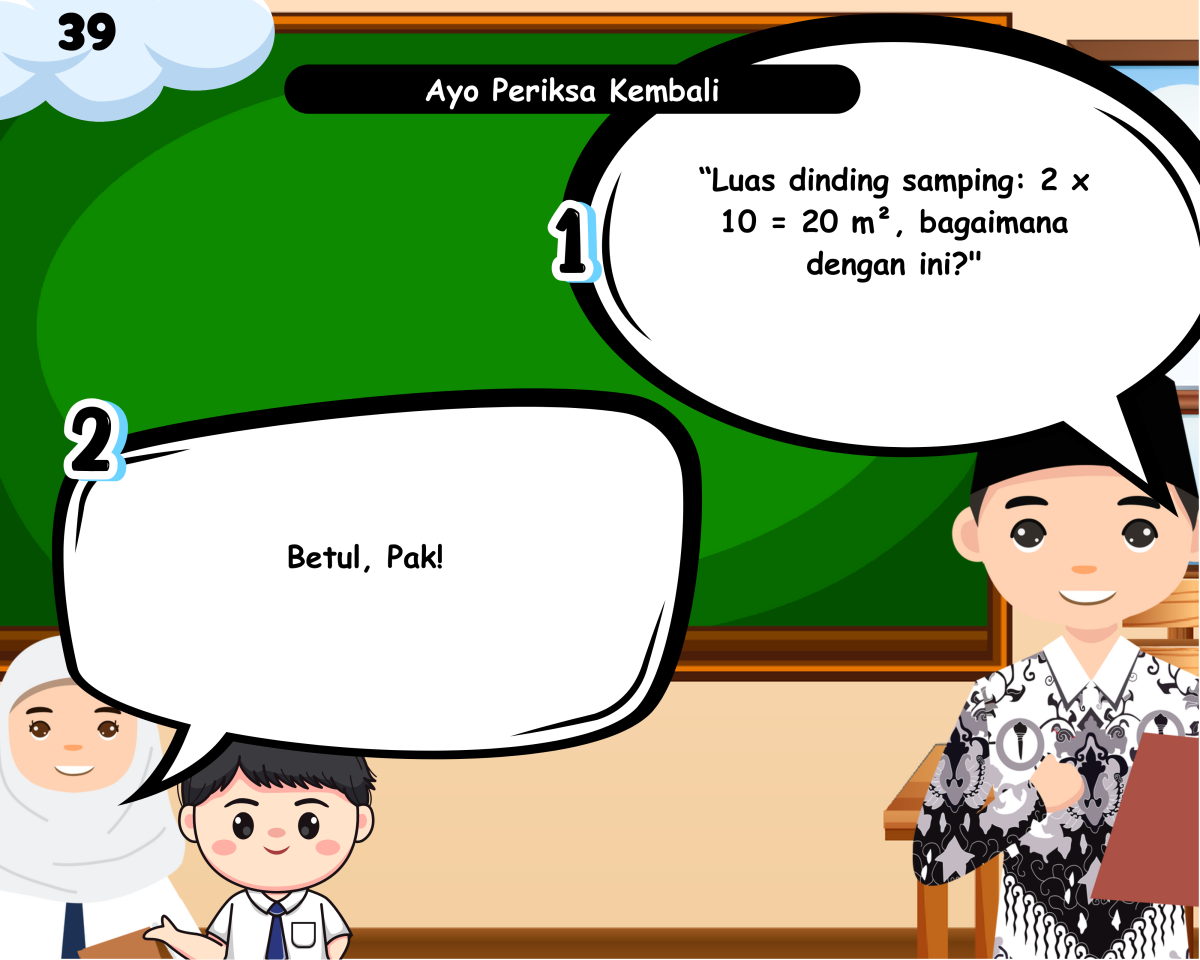 39
Ayo Periksa Kembali
1
“Luas dinding samping: 2 x
10 = 20 m², bagaimana
dengan ini?"
2
Betul, Pak!